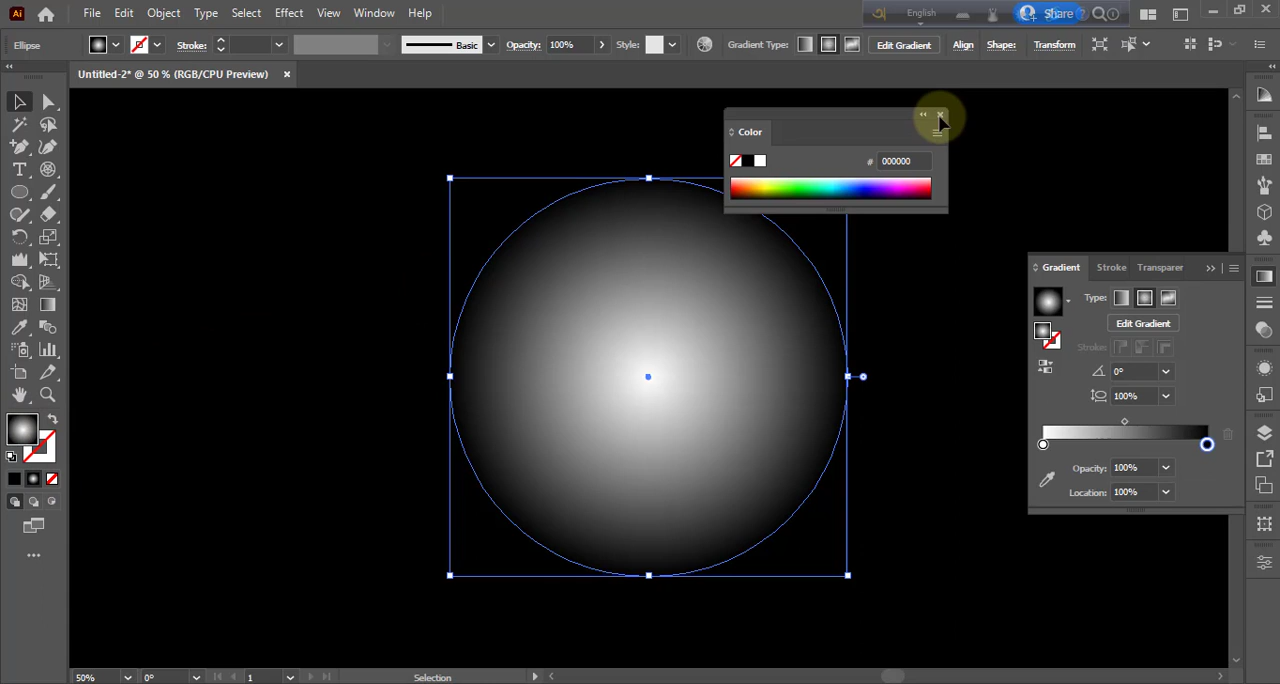 Ai File Edit Object Type Select Effect View Window Help English Share
Ellipse Stroke: Basic Opacity: 100% Style: Gradient Type: Edit Gradient Align Shape: Transform
Untitled-2* @ 50 % (RGB/CPU Preview) ×
Color
# 000000
Gradient Stroke Transparer
Type:
Edit Gradient
Stroke:
0°
100%
Opacity: 100%
Location: 100%
50% 0° 1 Selection